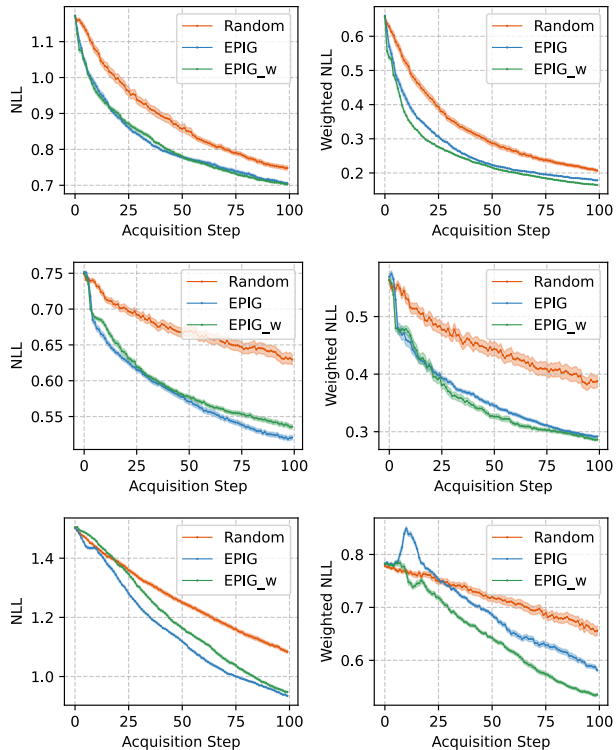 NLL
1.1
1.0
0.9
0.8
0.7
0
25
50
75
100
Acquisition Step
Random
EPIG
EPIG_w
Weighted NLL
0.6
0.5
0.4
0.3
0.2
0
25
50
75
100
Acquisition Step
Random
EPIG
EPIG_w
NLL
0.75
0.70
0.65
0.60
0.55
0
25
50
75
100
Acquisition Step
Random
EPIG
EPIG_w
Weighted NLL
0.5
0.4
0.3
0
25
50
75
100
Acquisition Step
Random
EPIG
EPIG_w
NLL
1.4
1.2
1.0
0
25
50
75
100
Acquisition Step
Random
EPIG
EPIG_w
Weighted NLL
0.8
0.7
0.6
0
25
50
75
100
Acquisition Step
Random
EPIG
EPIG_w